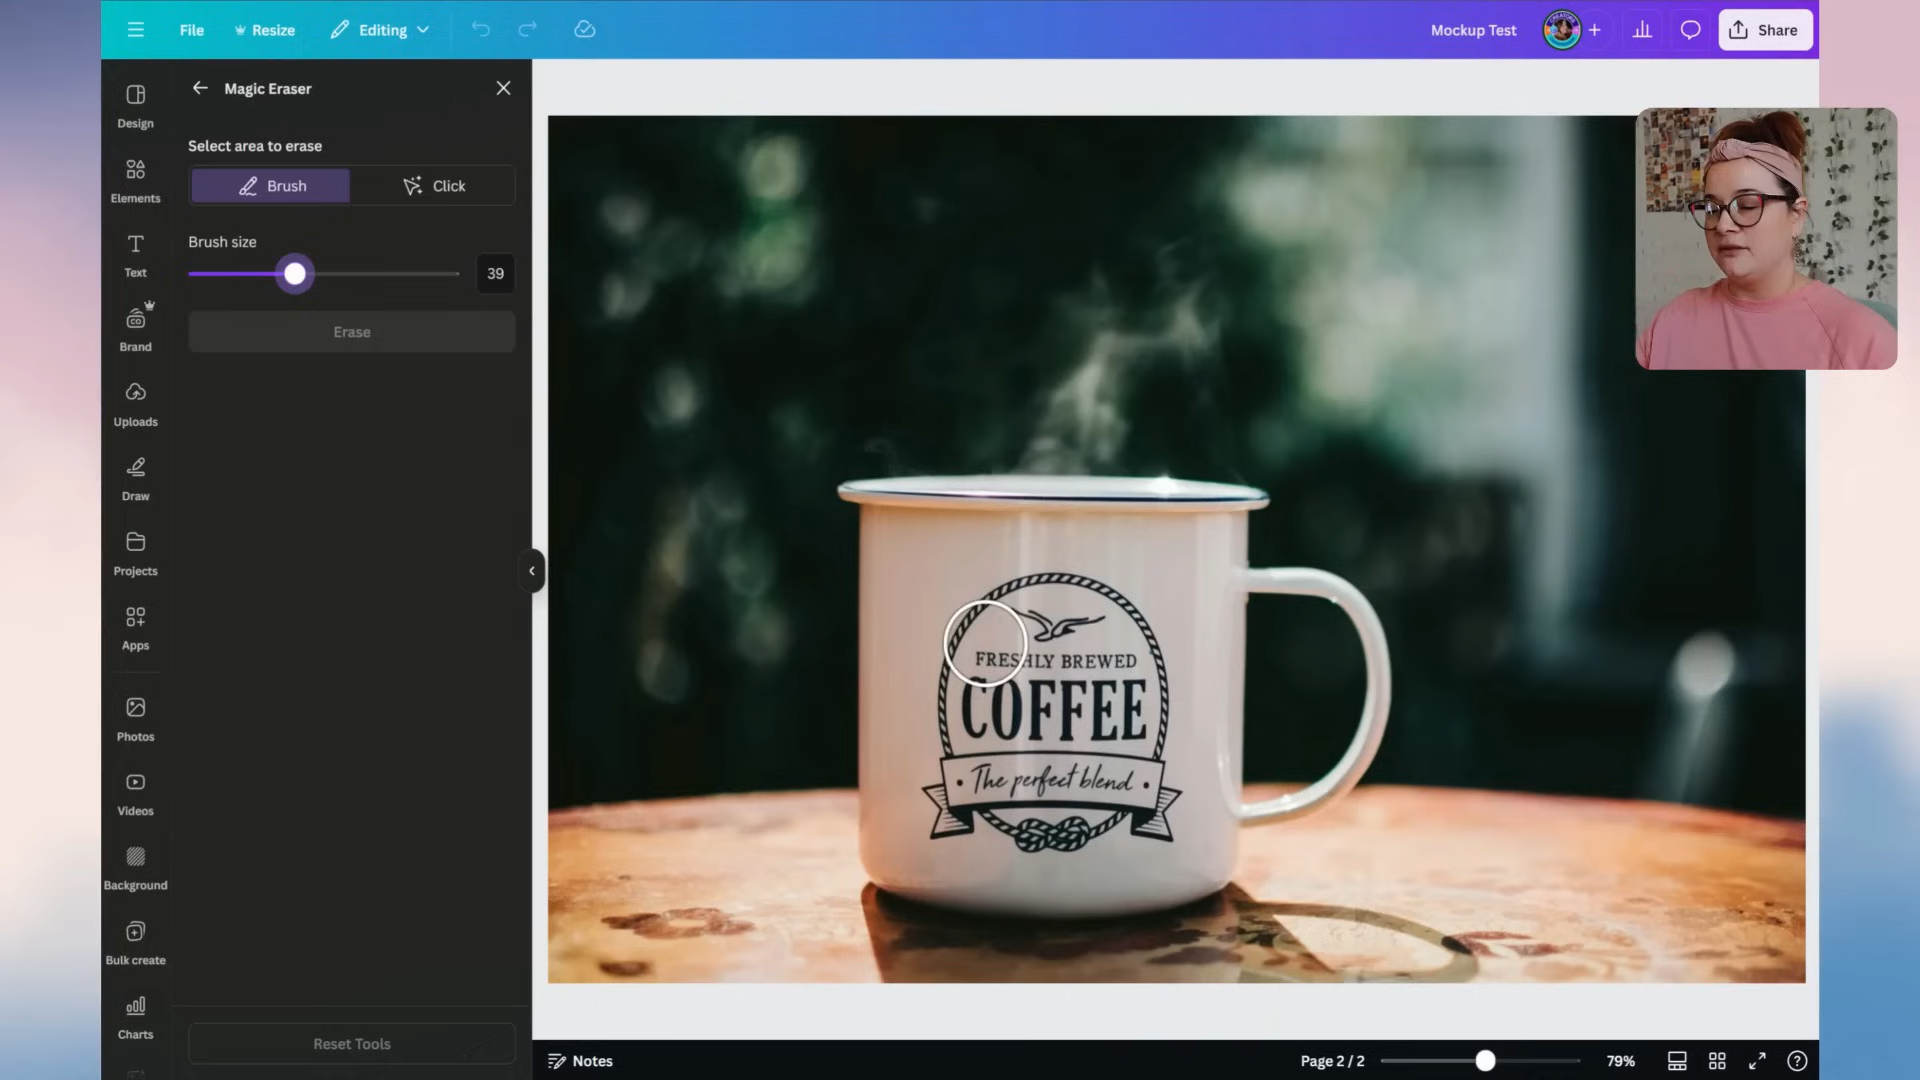 File
Resize
Editing
Mockup Test
Share
Design
Elements
Text
Brand
Uploads
Draw
Projects
Apps
Photos
Videos
Background
Bulk create
Charts
Magic Eraser
Select area to erase
Brush
Click
Brush size
39
Erase
Reset Tools
FRESHLY BREWED
COFFEE
• The perfect blend •
Notes
Page 2 / 2
79%